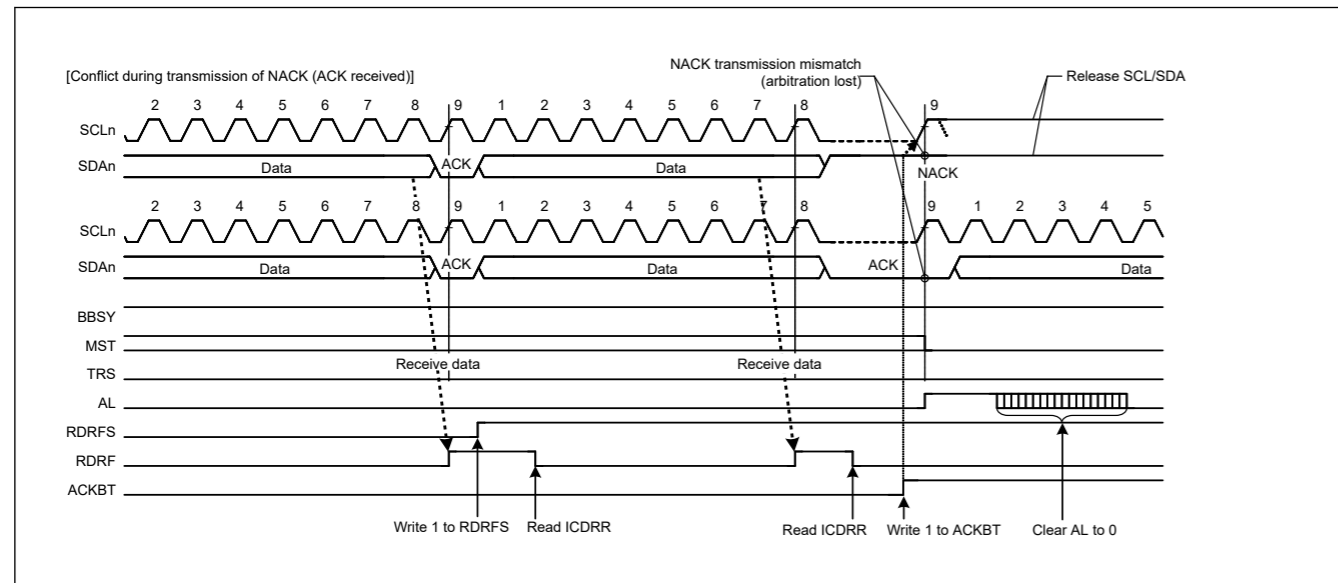 [Conflict during transmission of NACK (ACK received)]
NACK transmission mismatch
(arbitration lost)
Release SCL/SDA
2 3 4 5 6 7 8 9 1 2 3 4 5 6 7 8 9
SCLn
SDAn Data ACK Data NACK
2 3 4 5 6 7 8 9 1 2 3 4 5 6 7 8 9 1 2 3 4 5
SCLn
SDAn Data ACK Data ACK Data
BBSY
MST
Receive data Receive data
TRS
AL
RDRFS
RDRF
ACKBT
Write 1 to RDRFS Read ICDRR Read ICDRR Write 1 to ACKBT Clear AL to 0